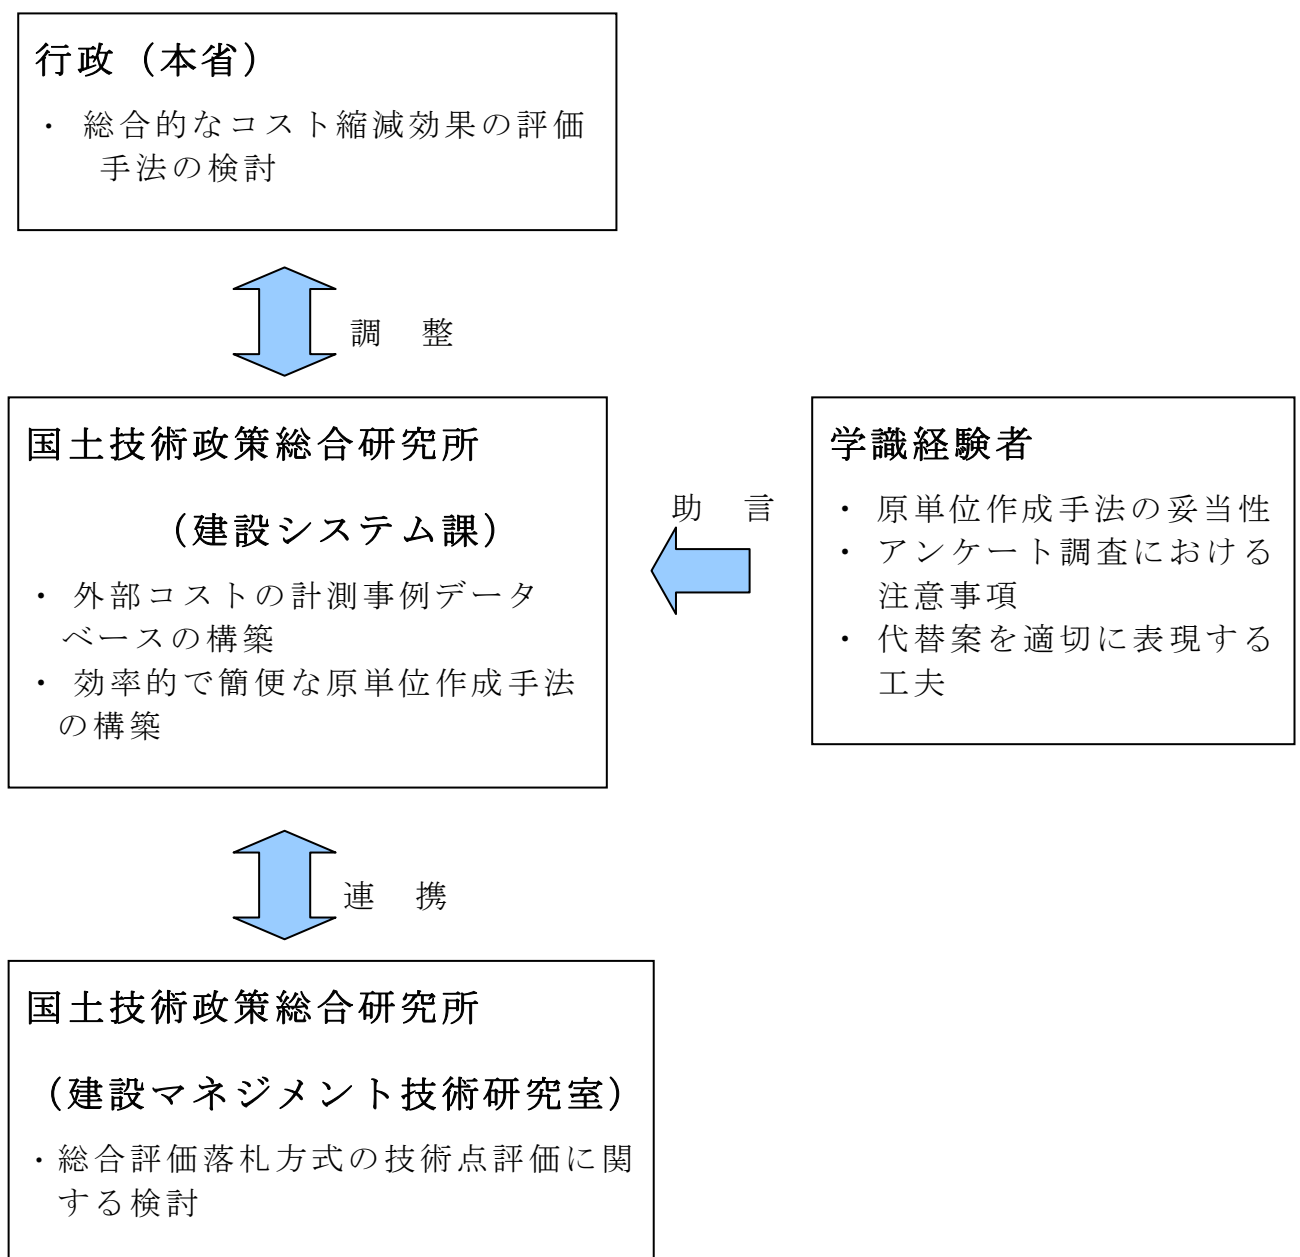 行政（本省）
・ 総合的なコスト縮減効果の評価
手法の検討
調　整
国土技術政策総合研究所
（建設システム課）
・ 外部コストの計測事例データ
ベースの構築
・ 効率的で簡便な原単位作成手法
の構築
助　言
学識経験者
・ 原単位作成手法の妥当性
・ アンケート調査における
注意事項
・ 代替案を適切に表現する
工夫
連　携
国土技術政策総合研究所
（建設マネジメント技術研究室）
・総合評価落札方式の技術点評価に関
する検討